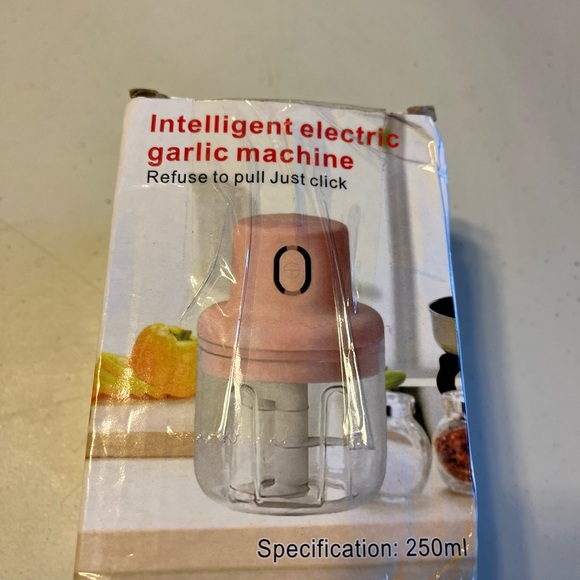 Intelligent electric
garlic machine
Refuse to pull Just click
Specification: 250ml